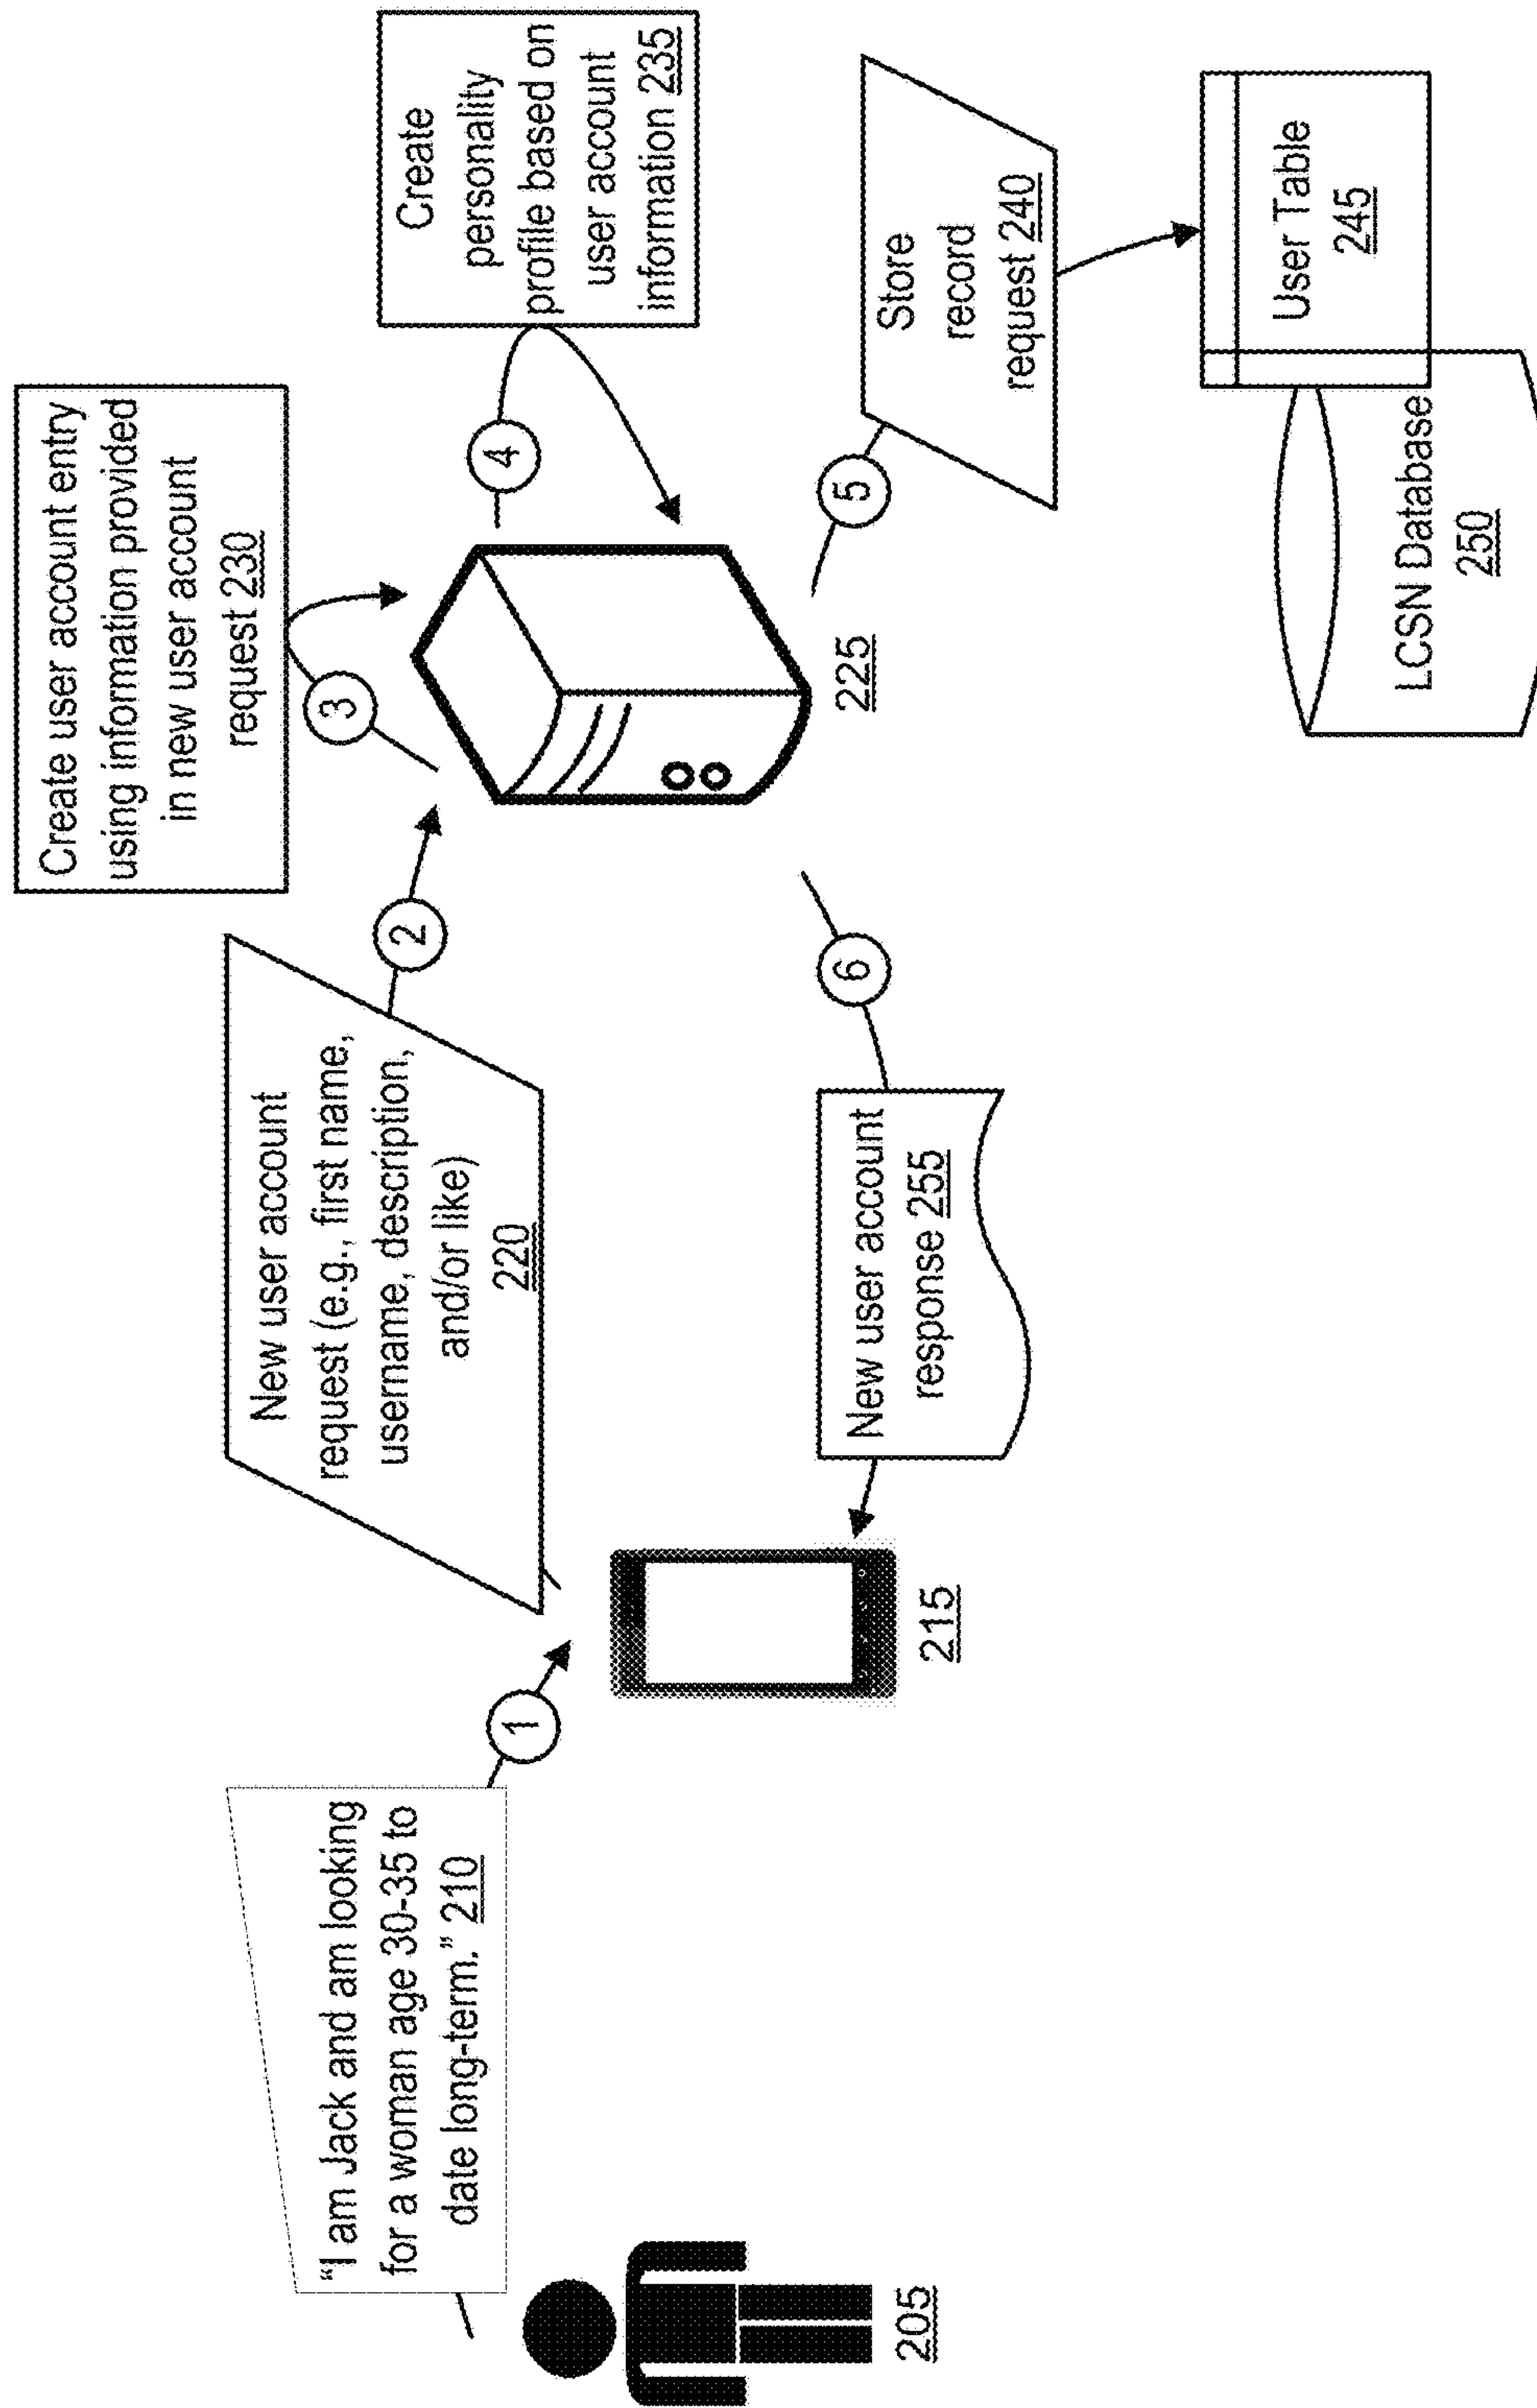 “I am Jack and am looking
for a woman age 30-35 to
date long-term.” 210
205
1
215
New user account
request (e.g., first name,
username, description,
and/or like)
220
2
225
Create user account entry
using information provided
in new user account
request 230
3
4
Create
personality
profile based on
user account
information 235
5
Store
record
request 240
User Table
245
LCSN Database
250
6
New user account
response 255